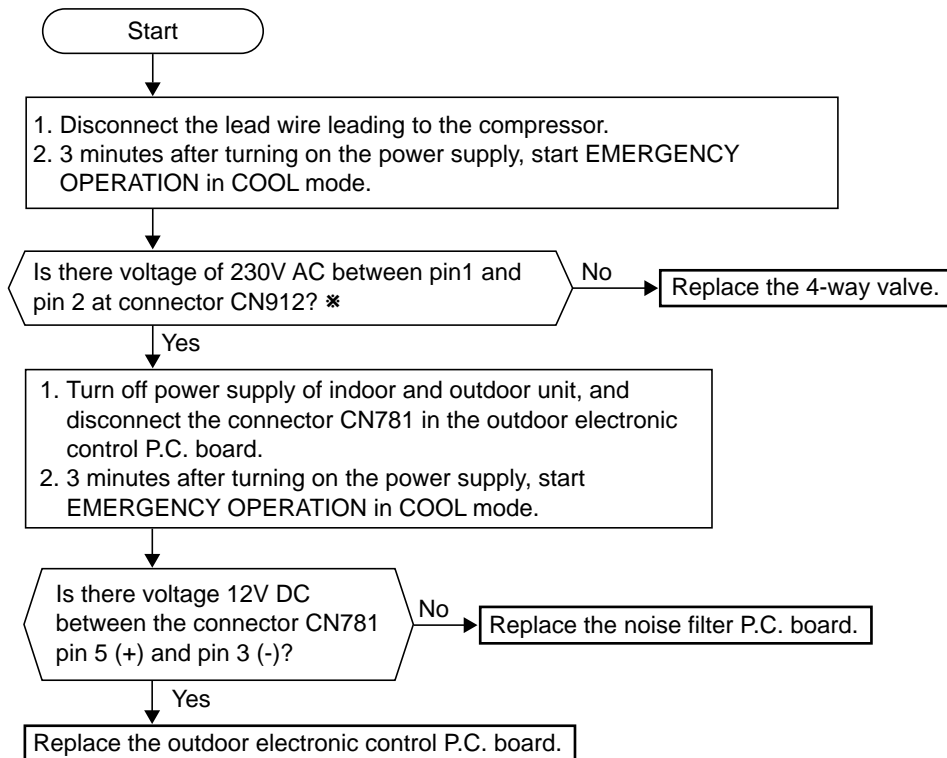 Start
1. Disconnect the lead wire leading to the compressor.
2. 3 minutes after turning on the power supply, start EMERGENCY
OPERATION in COOL mode.
Is there voltage of 230V AC between pin1 and
pin 2 at connector CN912? ※
No
Replace the 4-way valve.
Yes
1. Turn off power supply of indoor and outdoor unit, and
disconnect the connector CN781 in the outdoor electronic
control P.C. board.
2. 3 minutes after turning on the power supply, start
EMERGENCY OPERATION in COOL mode.
Is there voltage 12V DC
between the connector CN781
pin 5 (+) and pin 3 (-)?
No
Replace the noise filter P.C. board.
Yes
Replace the outdoor electronic control P.C. board.